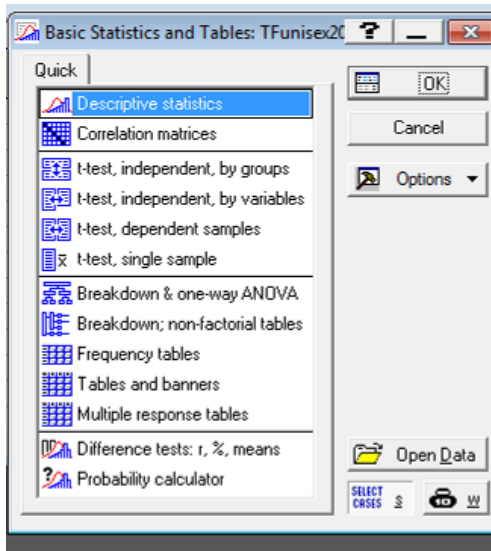 Basic Statistics and Tables: TFunisex20
Quick
Descriptive statistics
Correlation matrices
t-test, independent, by groups
t-test, independent, by variables
t-test, dependent samples
t-test, single sample
Breakdown & one-way ANOVA
Breakdown; non-factorial tables
Frequency tables
Tables and banners
Multiple response tables
Difference tests: r, %, means
Probability calculator
OK
Cancel
Options
Open Data
SELECT
CASES S
W